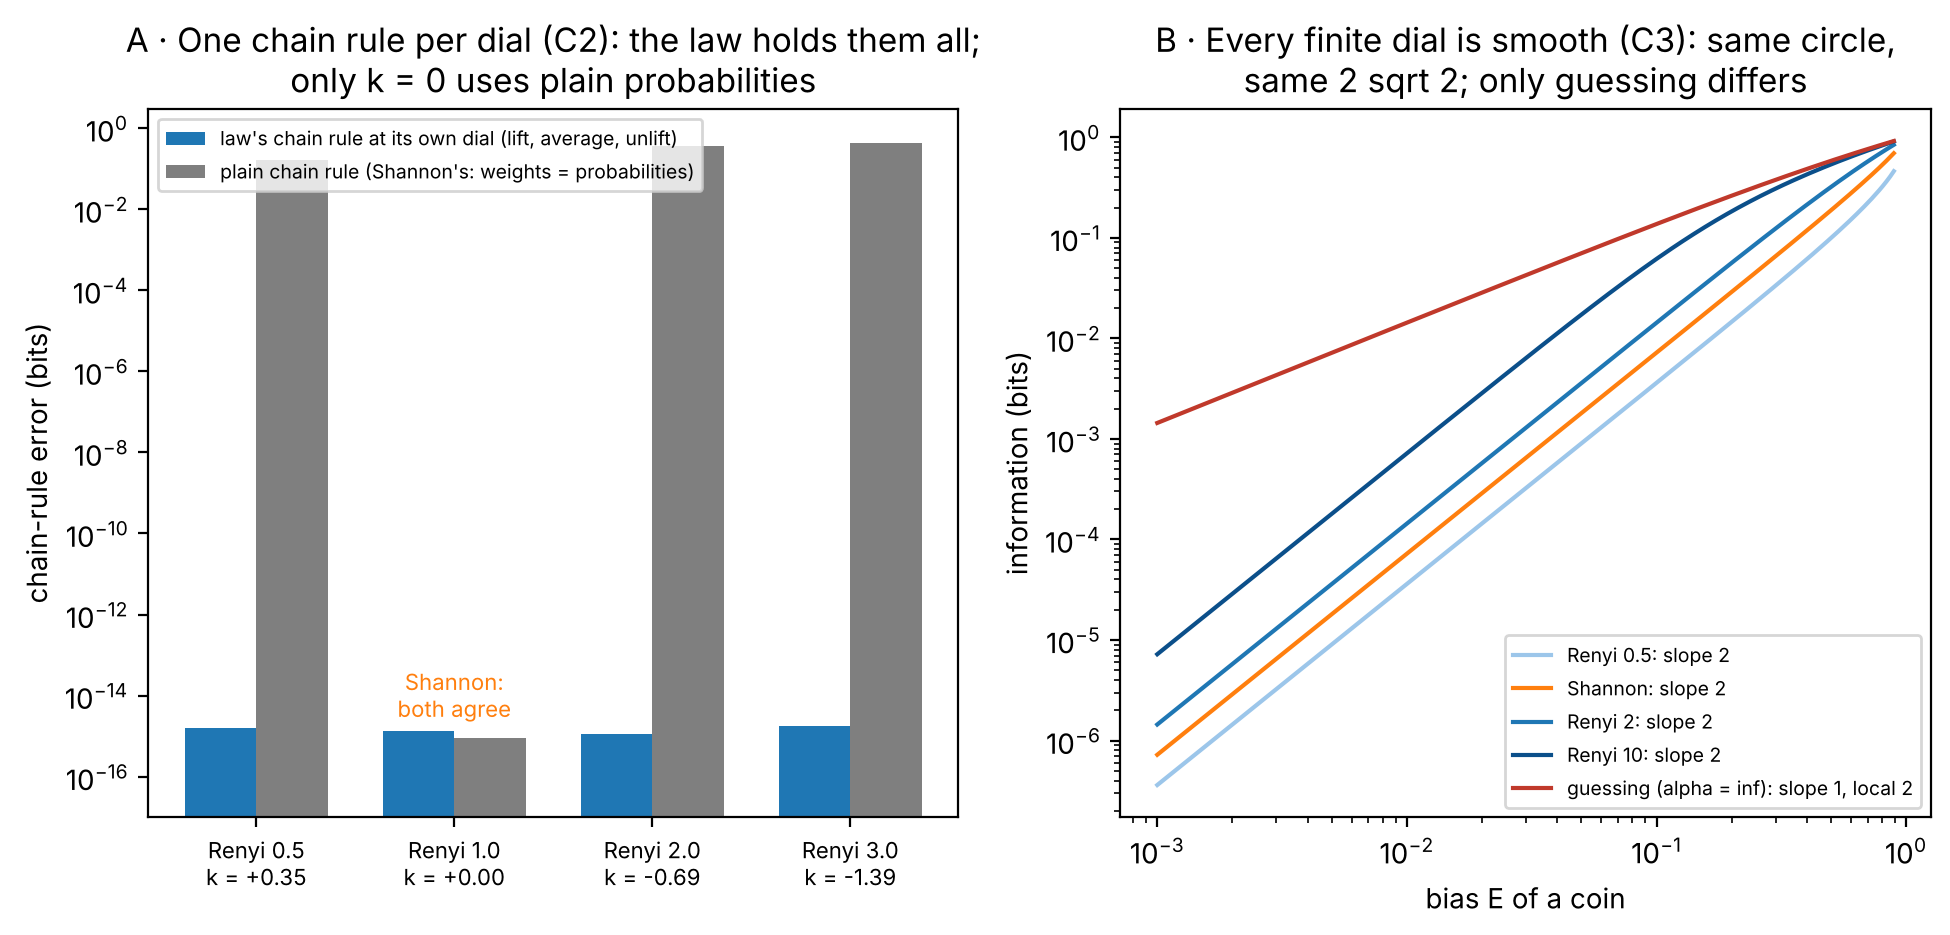 A · One chain rule per dial (C2): the law holds them all;
only k = 0 uses plain probabilities
chain-rule error (bits)
10⁰
10⁻²
10⁻⁴
10⁻⁶
10⁻⁸
10⁻¹⁰
10⁻¹²
10⁻¹⁴
10⁻¹⁶
law's chain rule at its own dial (lift, average, unlift)
plain chain rule (Shannon's: weights = probabilities)
Shannon:
both agree
Renyi 0.5
k = +0.35
Renyi 1.0
k = +0.00
Renyi 2.0
k = -0.69
Renyi 3.0
k = -1.39
B · Every finite dial is smooth (C3): same circle,
same 2 sqrt 2; only guessing differs
information (bits)
10⁰
10⁻¹
10⁻²
10⁻³
10⁻⁴
10⁻⁵
10⁻⁶
Renyi 0.5: slope 2
Shannon: slope 2
Renyi 2: slope 2
Renyi 10: slope 2
guessing (alpha = inf): slope 1, local 2
10⁻³
10⁻²
10⁻¹
10⁰
bias E of a coin